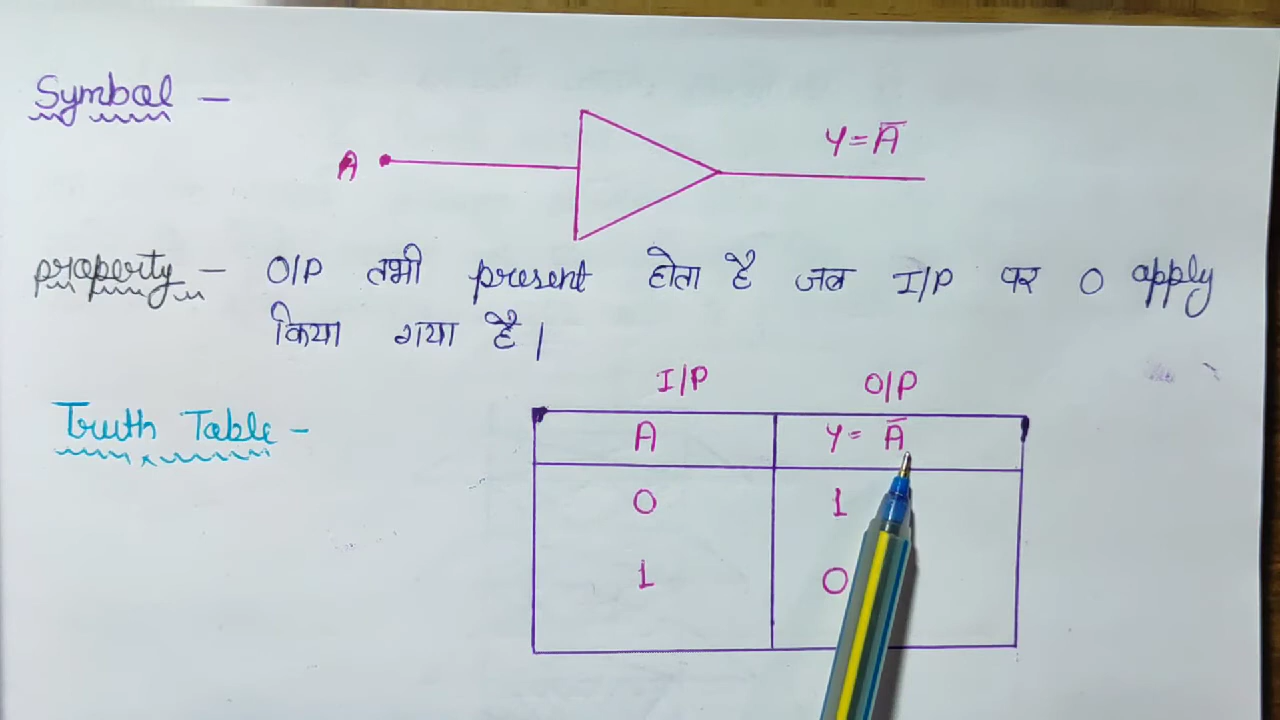 Symbol –
A
Y = Ā
property – O/P तभी present होता है जब I/P पर 0 apply
किया गया है।
Truth Table –
I/P O/P
A Y = Ā
0 1
1 0